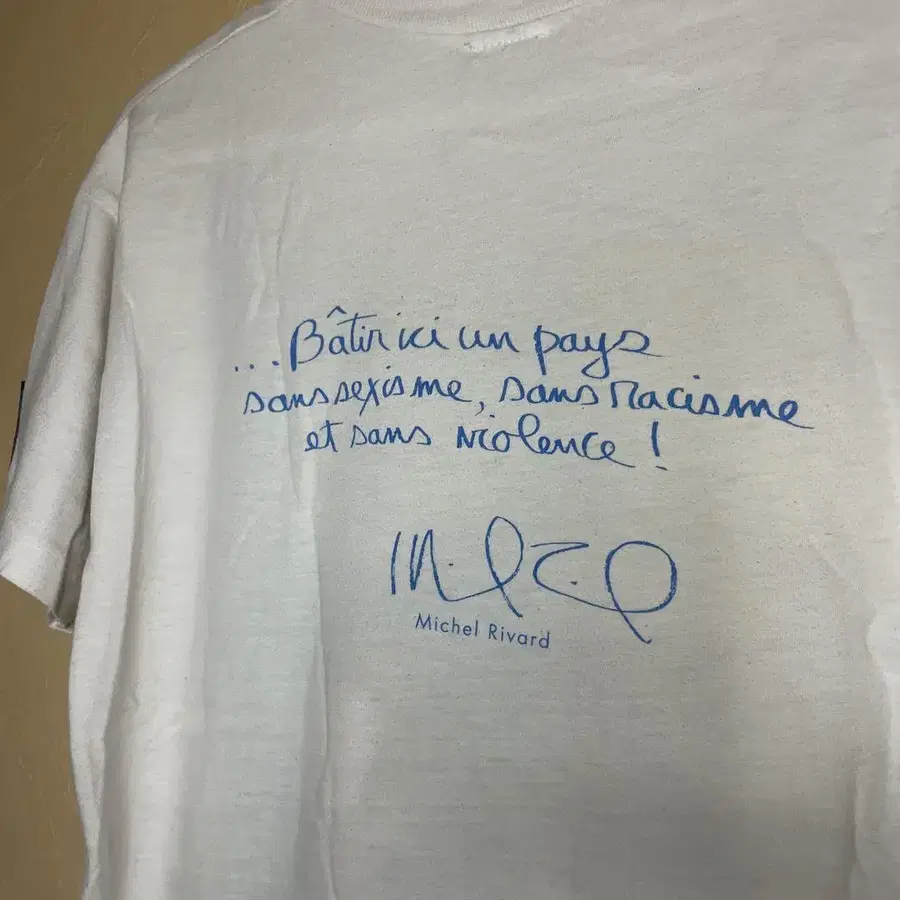 ...Bâtir ici un pays
sans sexisme, sans racisme
et sans violence !
Michel Rivard